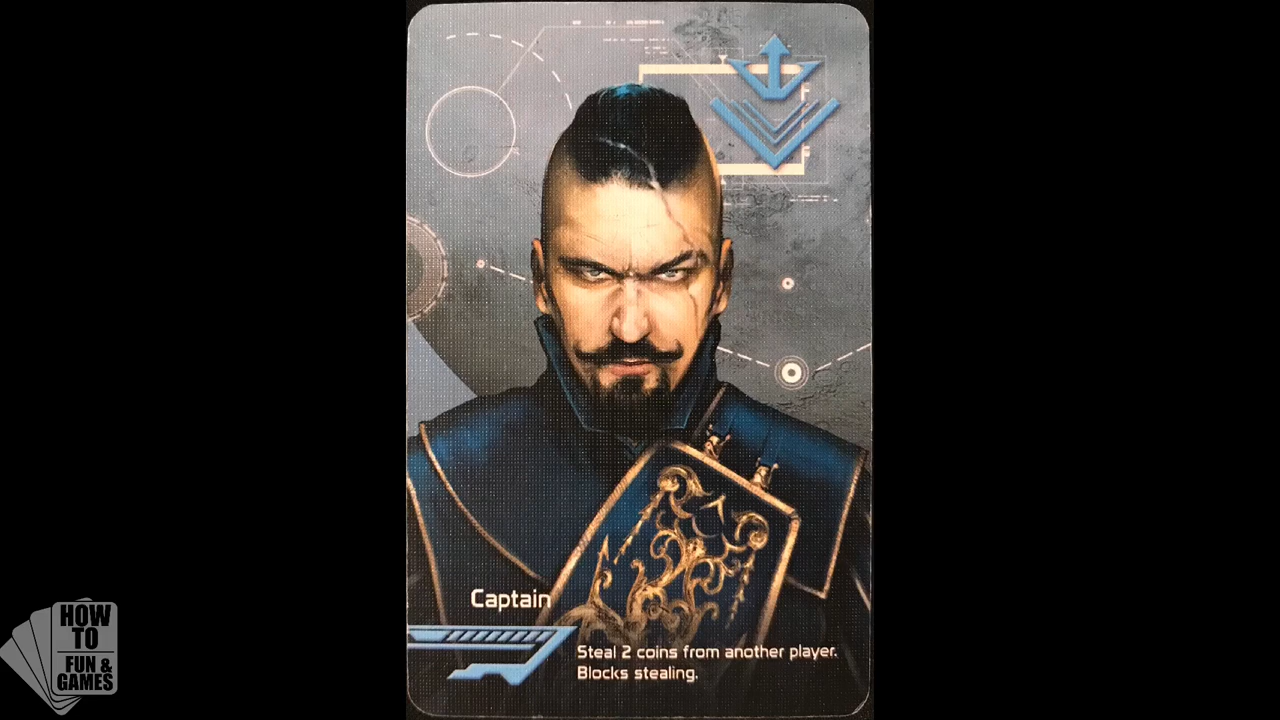 Captain
Steal 2 coins from another player.
Blocks stealing.
HOW
TO
FUN &
GAMES